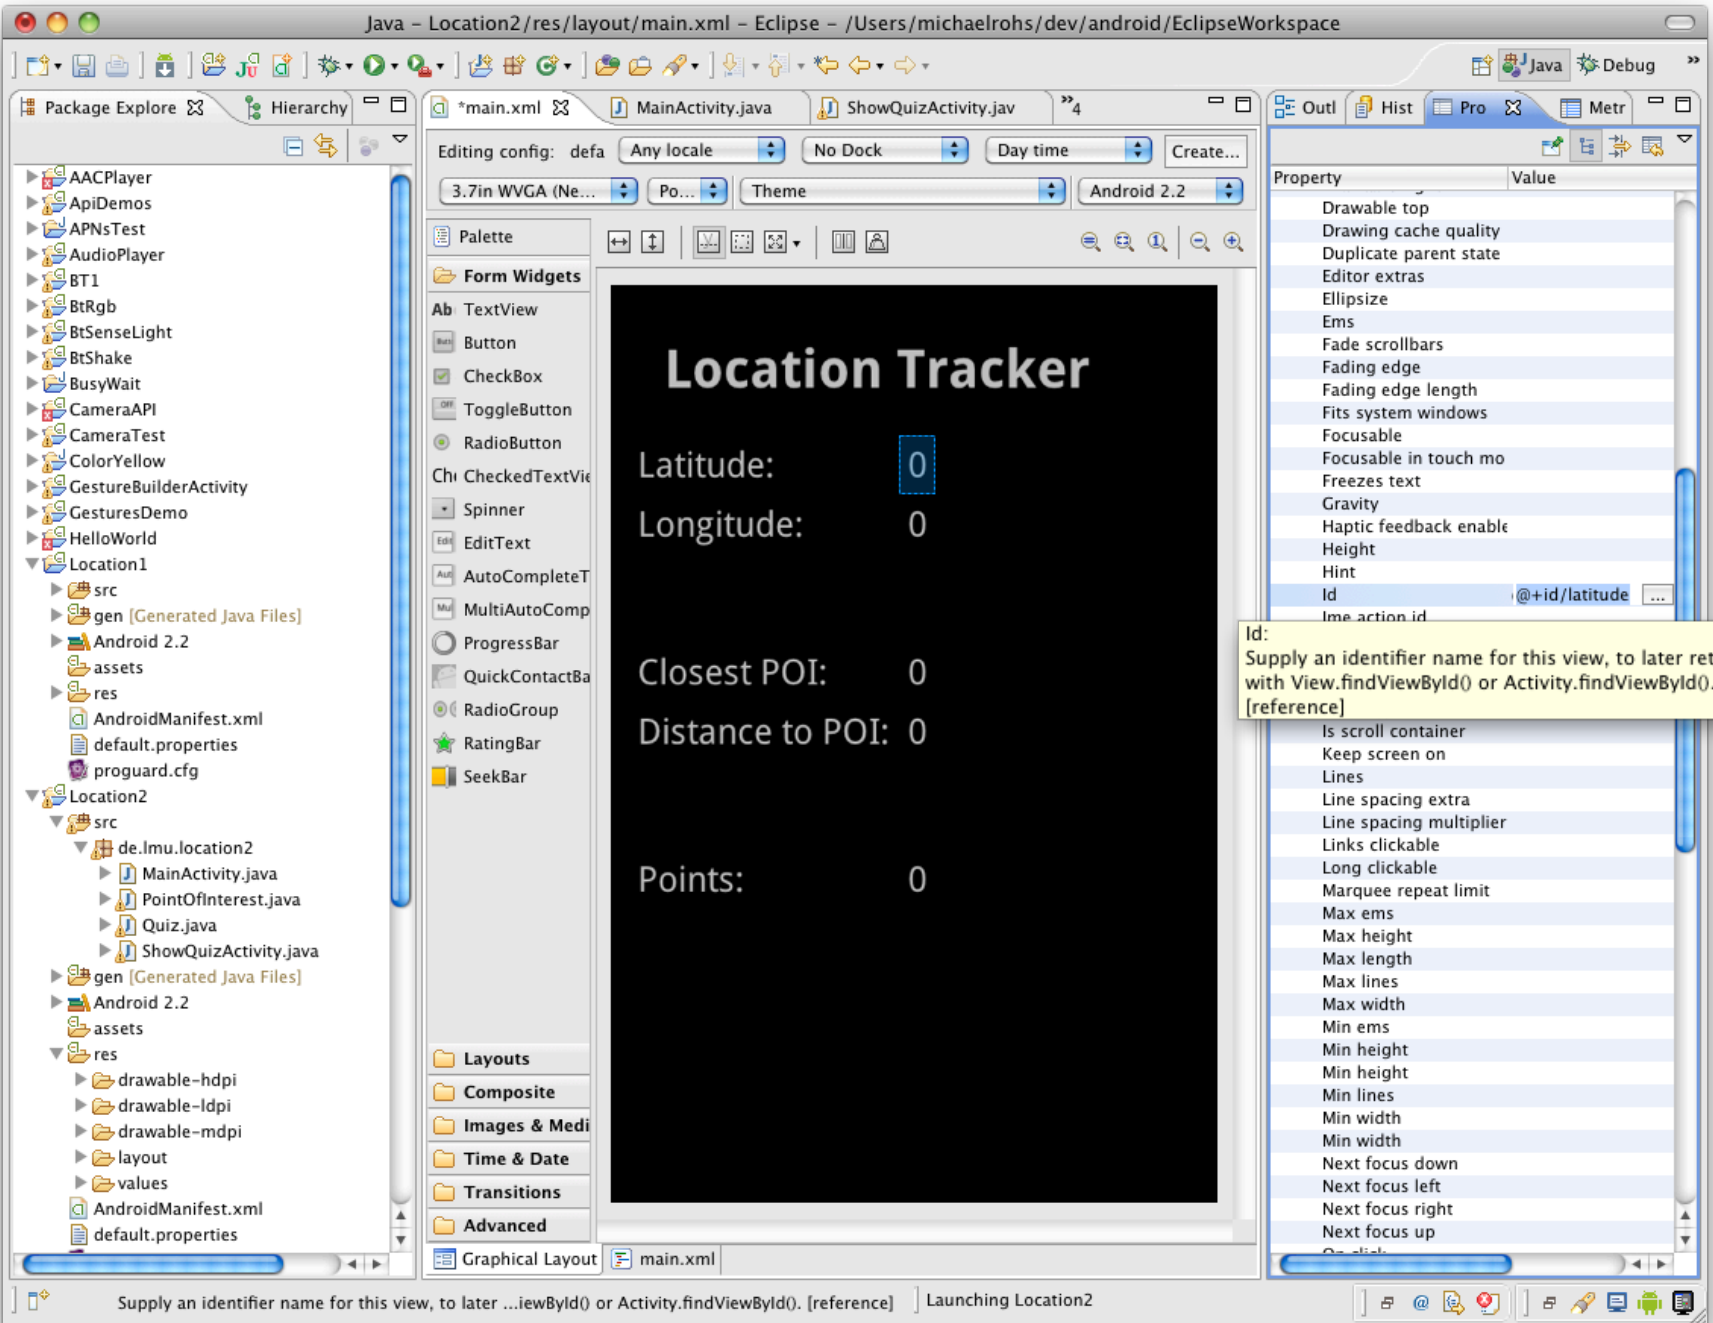 Java – Location2/res/layout/main.xml – Eclipse – /Users/michaelrohs/dev/android/EclipseWorkspace
Java
Debug
Package Explore
Hierarchy
AACPlayer
ApiDemos
APNsTest
AudioPlayer
BT1
BtRgb
BtSenseLight
BtShake
BusyWait
CameraAPI
CameraTest
ColorYellow
GestureBuilderActivity
GesturesDemo
HelloWorld
Location1
src
gen [Generated Java Files]
Android 2.2
assets
res
AndroidManifest.xml
default.properties
proguard.cfg
Location2
src
de.lmu.location2
MainActivity.java
PointOfInterest.java
Quiz.java
ShowQuizActivity.java
gen [Generated Java Files]
Android 2.2
assets
res
drawable-hdpi
drawable-ldpi
drawable-mdpi
layout
values
AndroidManifest.xml
default.properties
*main.xml
MainActivity.java
ShowQuizActivity.jav
»4
Editing config: defa
Any locale
No Dock
Day time
Create...
3.7in WVGA (Ne...
Po...
Theme
Android 2.2
Palette
Form Widgets
Ab TextView
Button
CheckBox
ToggleButton
RadioButton
CheckedTextVie
Spinner
EditText
AutoCompleteT
MultiAutoComp
ProgressBar
QuickContactBa
RadioGroup
RatingBar
SeekBar
Layouts
Composite
Images & Medi
Time & Date
Transitions
Advanced
Location Tracker
Latitude: 0
Longitude: 0
Closest POI: 0
Distance to POI: 0
Points: 0
Graphical Layout
main.xml
Outl
Hist
Pro
Metr
Property Value
Drawable top
Drawing cache quality
Duplicate parent state
Editor extras
Ellipsize
Ems
Fade scrollbars
Fading edge
Fading edge length
Fits system windows
Focusable
Focusable in touch mo
Freezes text
Gravity
Haptic feedback enable
Height
Hint
Id @+id/latitude ...
Ime action id
Id:
Supply an identifier name for this view, to later ret
with View.findViewById() or Activity.findViewById().
[reference]
Is scroll container
Keep screen on
Lines
Line spacing extra
Line spacing multiplier
Links clickable
Long clickable
Marquee repeat limit
Max ems
Max height
Max length
Max lines
Max width
Min ems
Min height
Min height
Min lines
Min width
Min width
Next focus down
Next focus left
Next focus right
Next focus up
Supply an identifier name for this view, to later ...iewById() or Activity.findViewById(). [reference]
Launching Location2